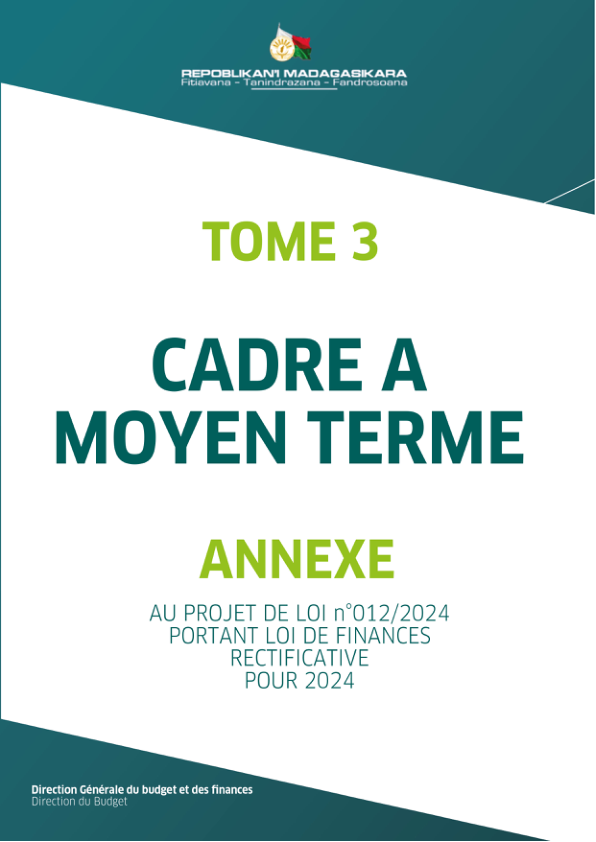 REPOBLIKAN'I MADAGASIKARA
Fitiavana - Tanindrazana - Fandrosoana
TOME 3
CADRE A
MOYEN TERME
ANNEXE
AU PROJET DE LOI n°012/2024
PORTANT LOI DE FINANCES
RECTIFICATIVE
POUR 2024
Direction Générale du budget et des finances
Direction du Budget